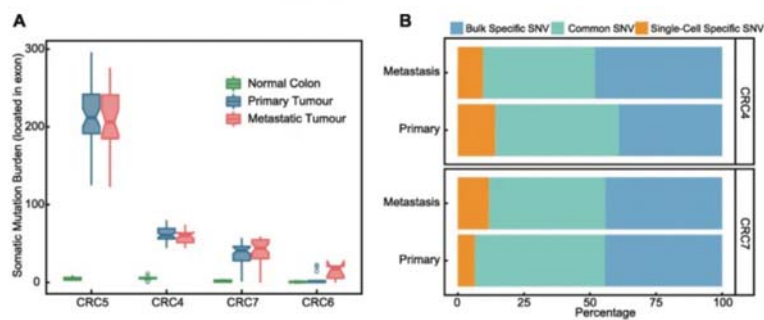 A
Somatic Mutation Burden (located in exon)
300
200
100
0
Normal Colon
Primary Tumour
Metastatic Tumour
CRC5 CRC4 CRC7 CRC6
B
Bulk Specific SNV Common SNV Single-Cell Specific SNV
Metastasis
Primary
CRC4
Metastasis
Primary
CRC7
0 25 50 75 100
Percentage